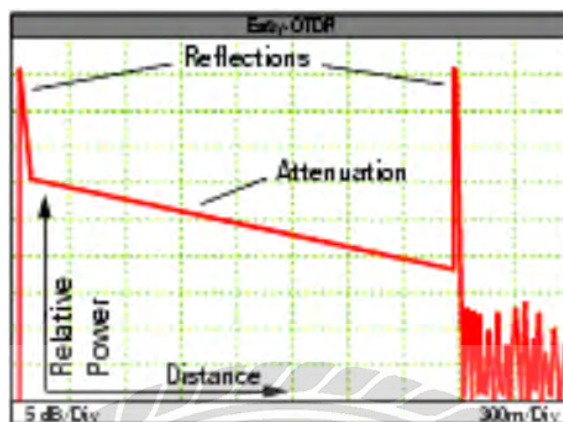 Easy-OTDR
Reflections
Attenuation
Relative
Power
Distance
5 dB/Div
300m/Div